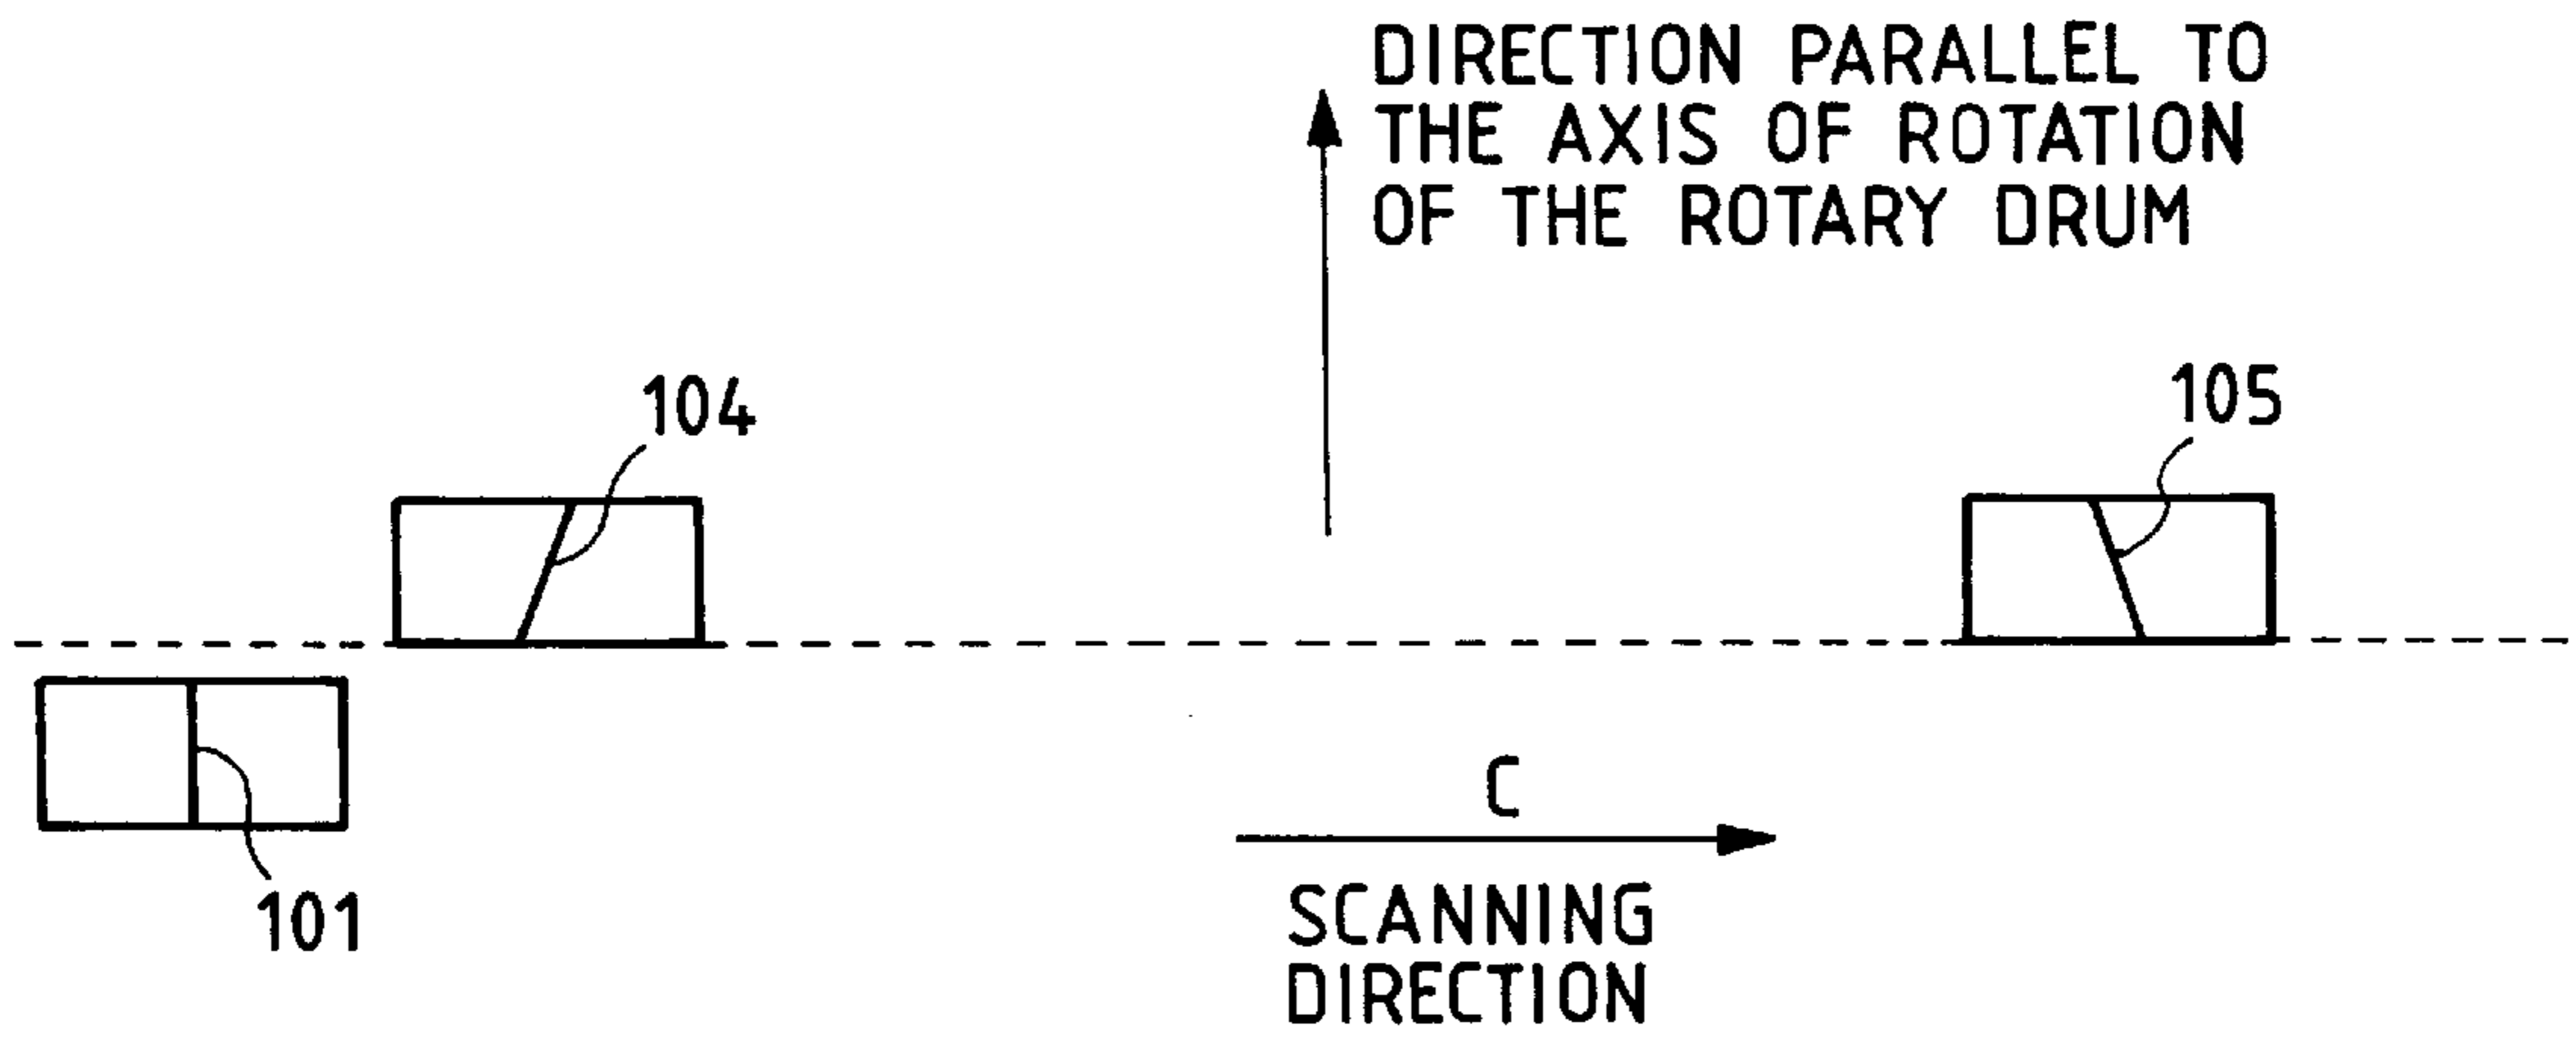 DIRECTION PARALLEL TO
THE AXIS OF ROTATION
OF THE ROTARY DRUM
104
105
101
C
SCANNING
DIRECTION